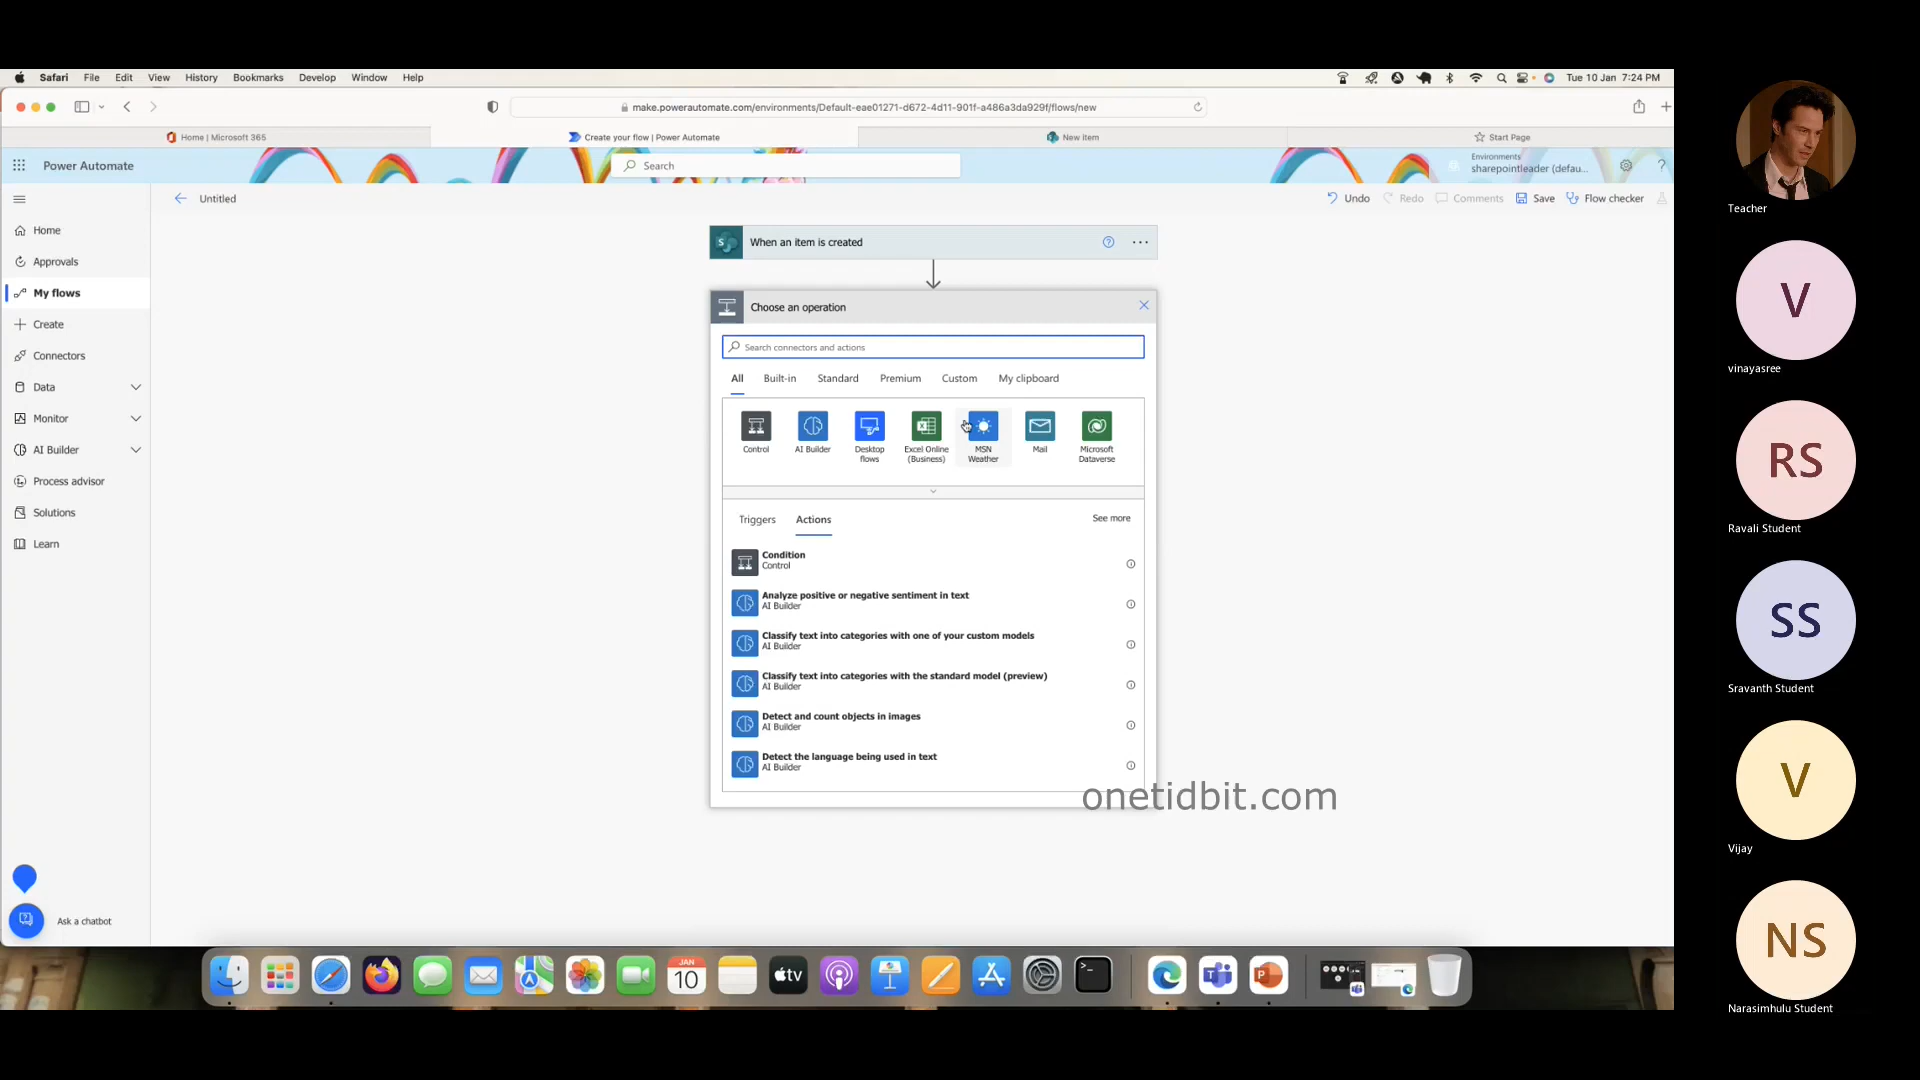 Safari File Edit View History Bookmarks Develop Window Help
Tue 10 Jan 7:24 PM
make.powerautomate.com/environments/Default-eae01271-d672-4d11-901f-a486a3da929f/flows/new
Home | Microsoft 365
Create your flow | Power Automate
New item
Start Page
Power Automate
Search
Environments
sharepointleader (defau...
Untitled
Undo
Redo
Comments
Save
Flow checker
Home
Approvals
My flows
Create
Connectors
Data
Monitor
AI Builder
Process advisor
Solutions
Learn
Ask a chatbot
When an item is created
Choose an operation
Search connectors and actions
All Built-in Standard Premium Custom My clipboard
Control
AI Builder
Desktop
flows
Excel Online
(Business)
MSN
Weather
Mail
Microsoft
Dataverse
Triggers Actions
See more
Condition
Control
Analyze positive or negative sentiment in text
AI Builder
Classify text into categories with one of your custom models
AI Builder
Classify text into categories with the standard model (preview)
AI Builder
Detect and count objects in images
AI Builder
Detect the language being used in text
AI Builder
onetidbit.com
Teacher
V
vinayasree
RS
Ravali Student
SS
Sravanth Student
V
Vijay
NS
Narasimhulu Student
JAN
10
tv